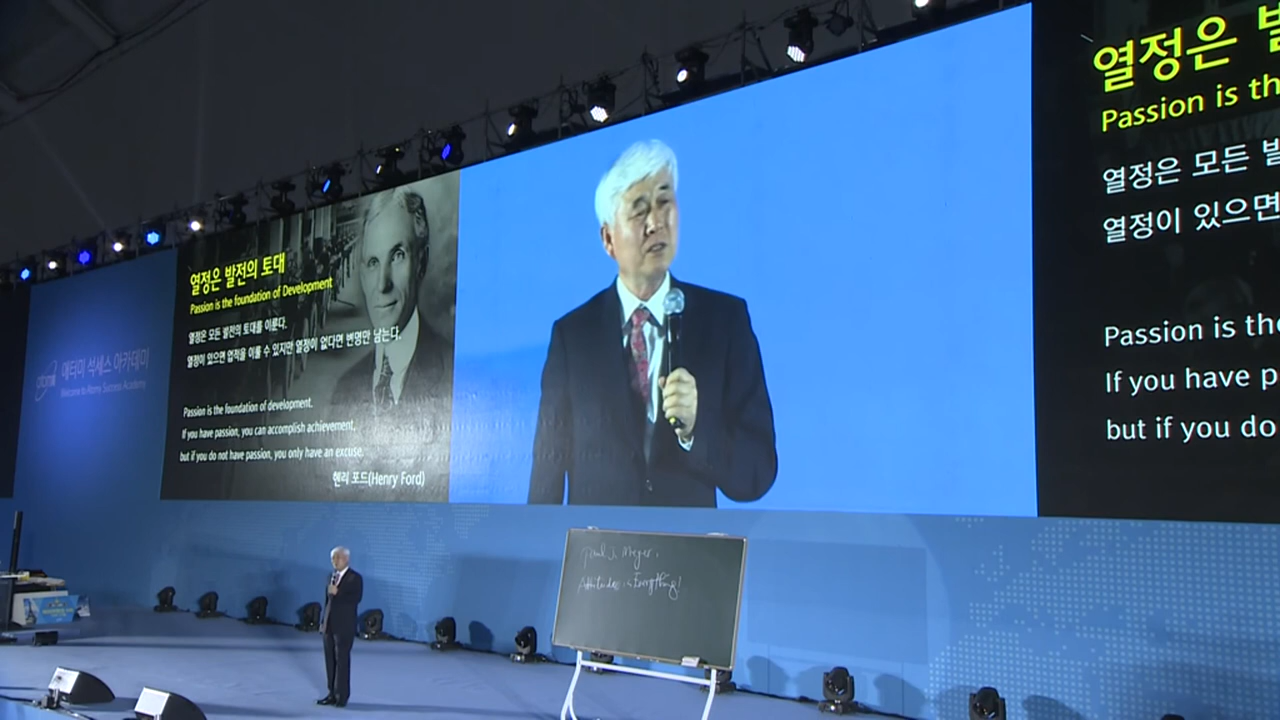 애터미 석세스 아카데미
Welcome to Atomy Success Academy
열정은 발전의 토대
Passion is the foundation of Development
열정은 모든 발전의 토대를 이룬다.
열정이 있으면 업적을 이룰 수 있지만 열정이 없다면 변명만 남는다.
Passion is the foundation of development.
If you have passion, you can accomplish achievement,
but if you do not have passion, you only have an excuse.
헨리 포드(Henry Ford)
열정은
Passion is
열정은 모든
열정이 있으면
Passion is
If you have
but if you do
Paul J. Meyer,
Attitude is Everything!